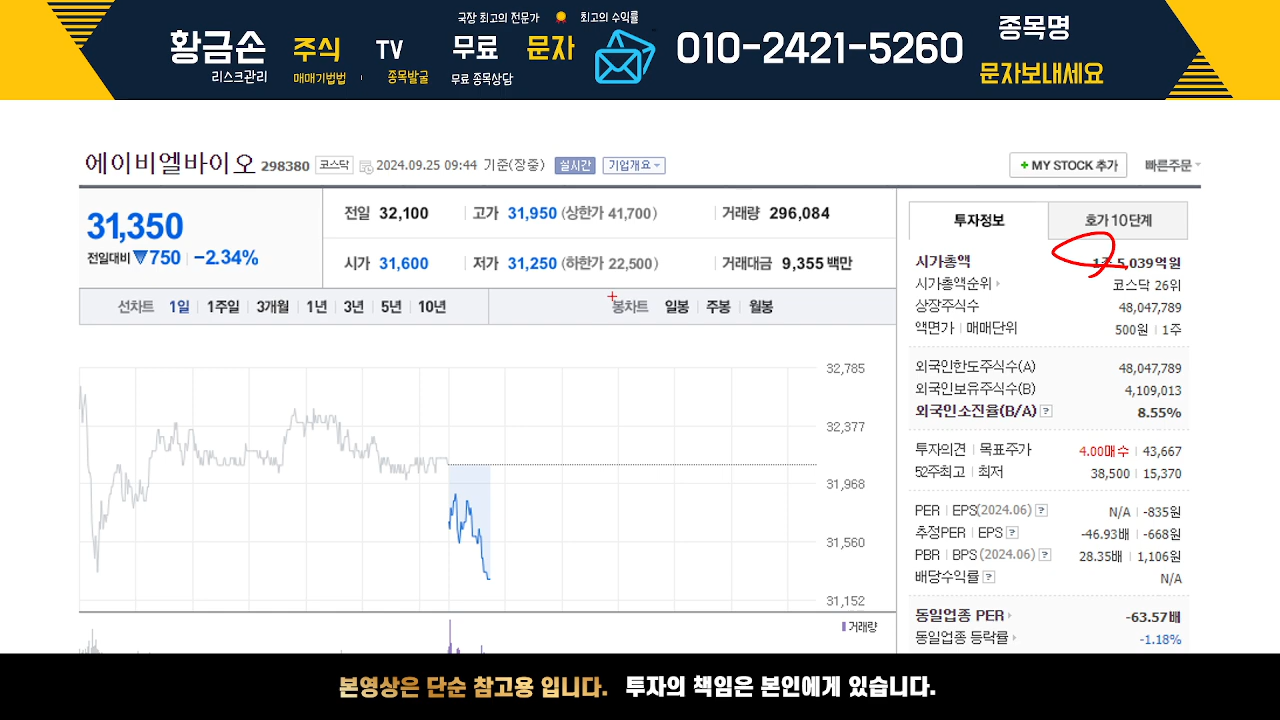 국장 최고의 전문가 최고의 수익률
황금손 주식 TV 무료 문자 010-2421-5260 종목명
리스크관리 매매기법법 종목발굴 무료 종목상담 문자보내세요
에이비엘바이오 298380 코스닥 2024.09.25 09:44 기준(장중) 실시간 기업개요 + MY STOCK 추가 빠른주문
31,350
전일대비 ▼750 -2.34%
전일 32,100 고가 31,950 (상한가 41,700) 거래량 296,084
시가 31,600 저가 31,250 (하한가 22,500) 거래대금 9,355 백만
선차트 1일 1주일 3개월 1년 3년 5년 10년 봉차트 일봉 주봉 월봉
32,785
32,377
31,968
31,560
31,152
거래량
투자정보 호가 10단계
시가총액 1조 5,039억원
시가총액순위 코스닥 26위
상장주식수 48,047,789
액면가 매매단위 500원 1주
외국인한도주식수(A) 48,047,789
외국인보유주식수(B) 4,109,013
외국인소진율(B/A) ? 8.55%
투자의견 목표주가 4.00매수 43,667
52주최고 최저 38,500 15,370
PER EPS(2024.06) ? N/A -835원
추정PER EPS ? -46.93배 -668원
PBR BPS (2024.06) ? 28.35배 1,106원
배당수익률 ? N/A
동일업종 PER -63.57배
동일업종 등락률 -1.18%
본영상은 단순 참고용 입니다. 투자의 책임은 본인에게 있습니다.